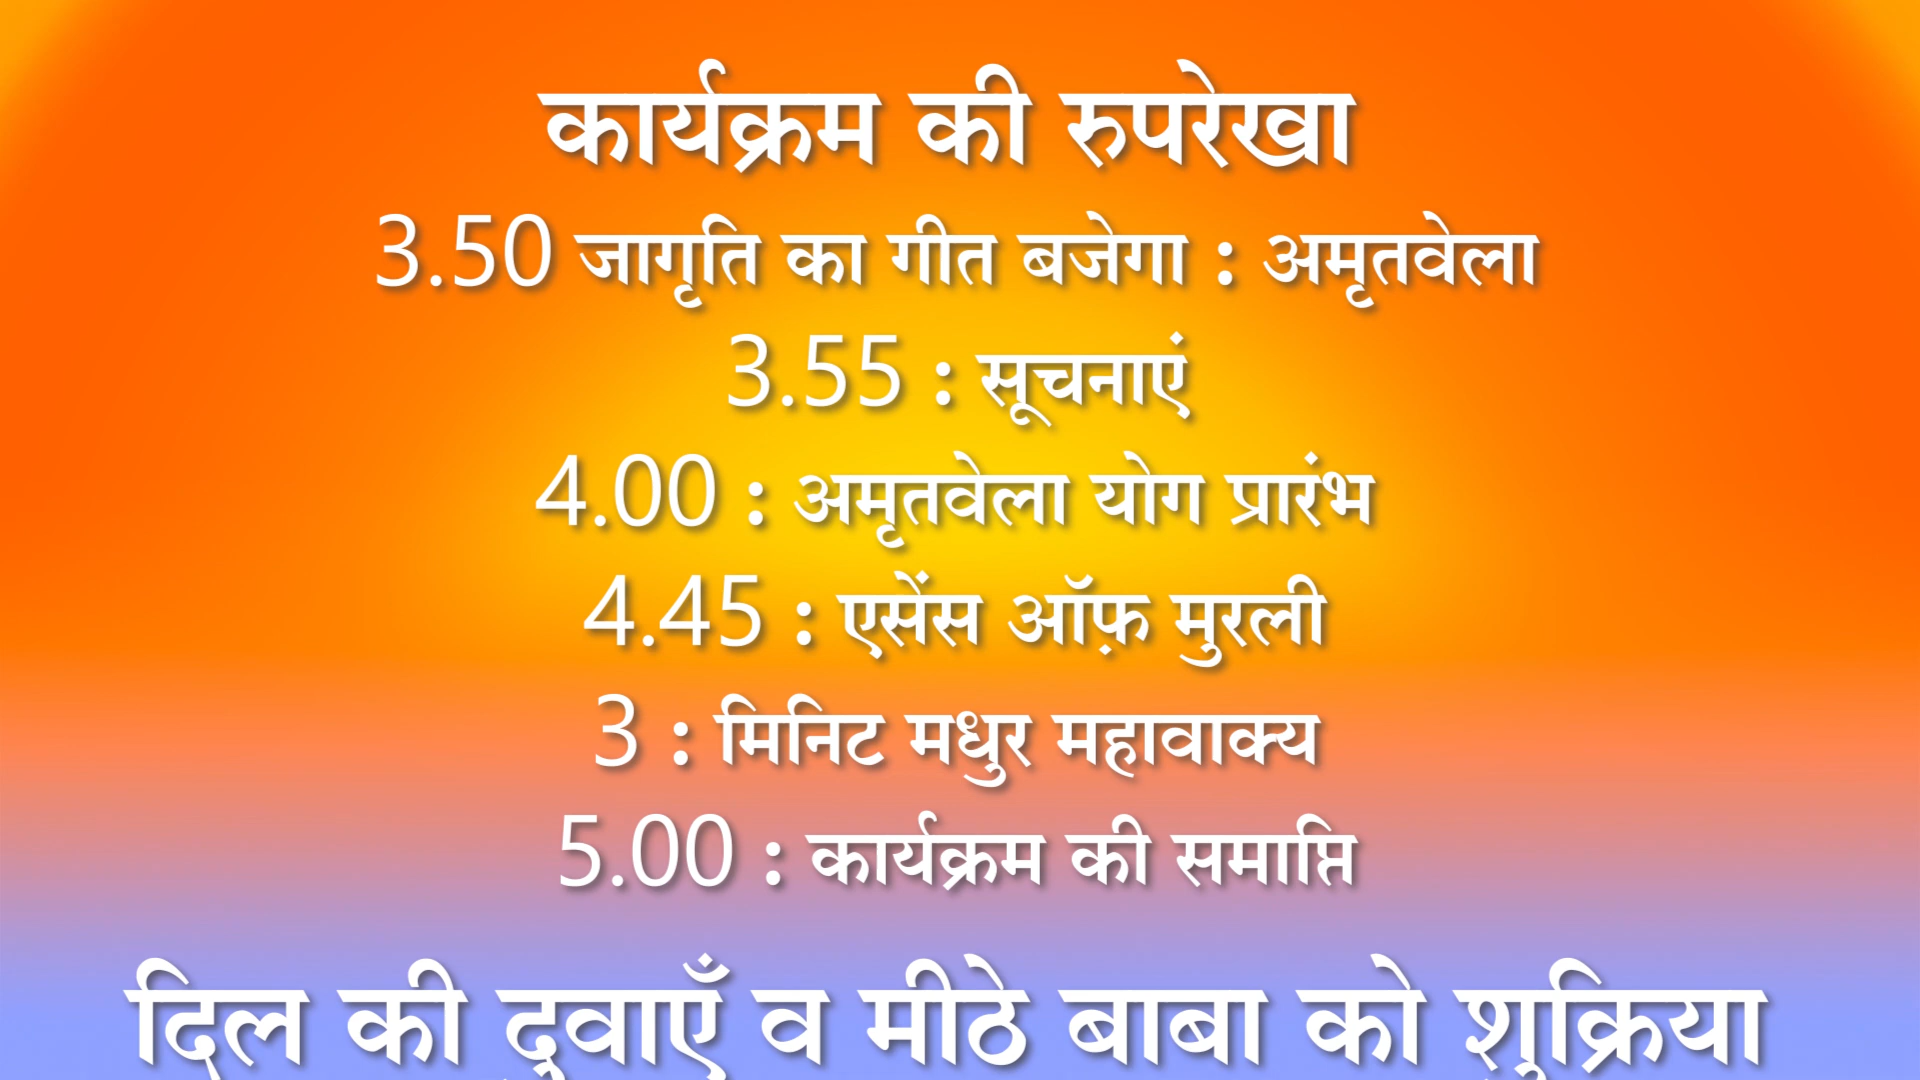 कार्यक्रम की रुपरेखा
3.50 जागृति का गीत बजेगा : अमृतवेला
3.55 : सूचनाएं
4.00 : अमृतवेला योग प्रारंभ
4.45 : एसेंस ऑफ़ मुरली
3 : मिनिट मधुर महावाक्य
5.00 : कार्यक्रम की समाप्ति
दिल की दुवाएँ व मीठे बाबा को शुक्रिया